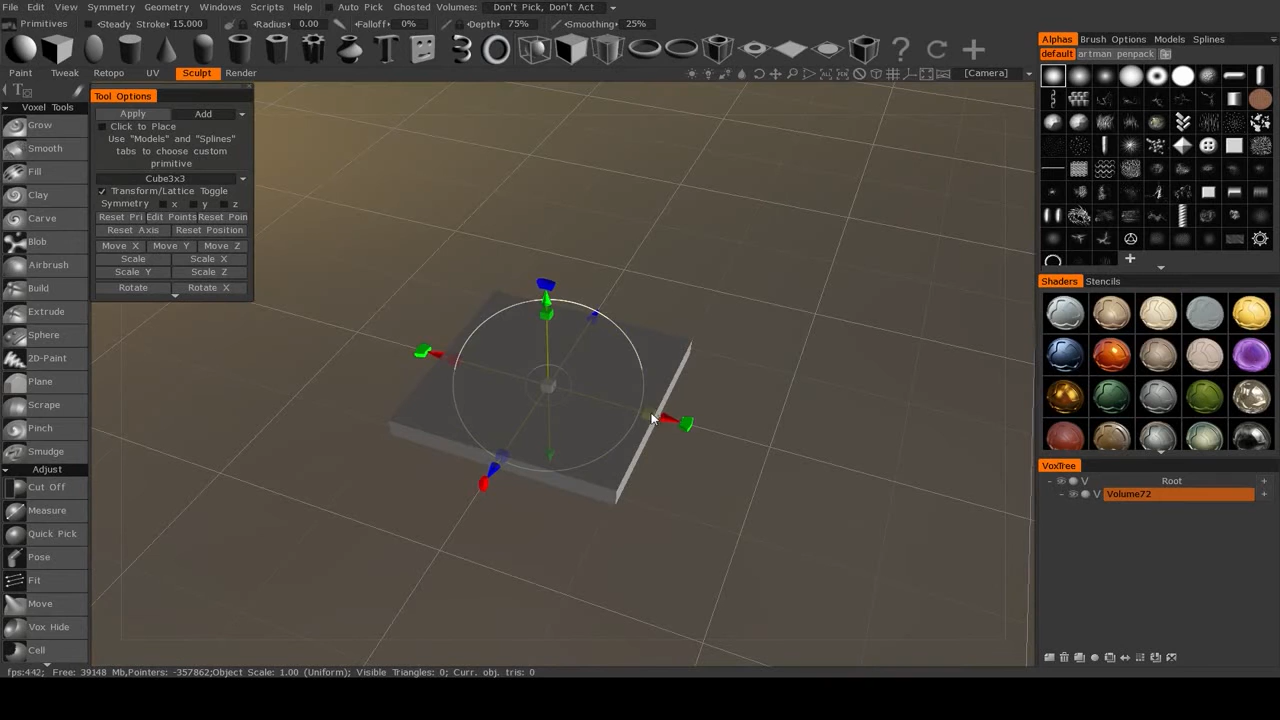 File Edit View Symmetry Geometry Windows Scripts Help Auto Pick Ghosted Volumes: Don't Pick, Don't Act
Primitives Steady Stroke: 15.000 Radius: 0.00 Falloff: 0% Depth: 75% Smoothing: 25%
Paint Tweak Retopo UV Sculpt Render [Camera]
Voxel Tools
Grow
Smooth
Fill
Clay
Carve
Blob
Airbrush
Build
Extrude
Sphere
2D-Paint
Plane
Scrape
Pinch
Smudge
Adjust
Cut Off
Measure
Quick Pick
Pose
Fit
Move
Vox Hide
Cell
Tool Options
Apply Add
Click to Place
Use "Models" and "Splines"
tabs to choose custom
primitive
Cube3x3
Transform/Lattice Toggle
Symmetry x y z
Reset Pri Edit Points Reset Poin
Reset Axis Reset Position
Move X Move Y Move Z
Scale Scale X
Scale Y Scale Z
Rotate Rotate X
Alphas Brush Options Models Splines
default artman penpack
Shaders Stencils
VoxTree
V Root +
V Volume72 +
fps:442; Free: 39148 Mb,Pointers: -357862;Object Scale: 1.00 (Uniform); Visible Triangles: 0; Curr. obj. tris: 0